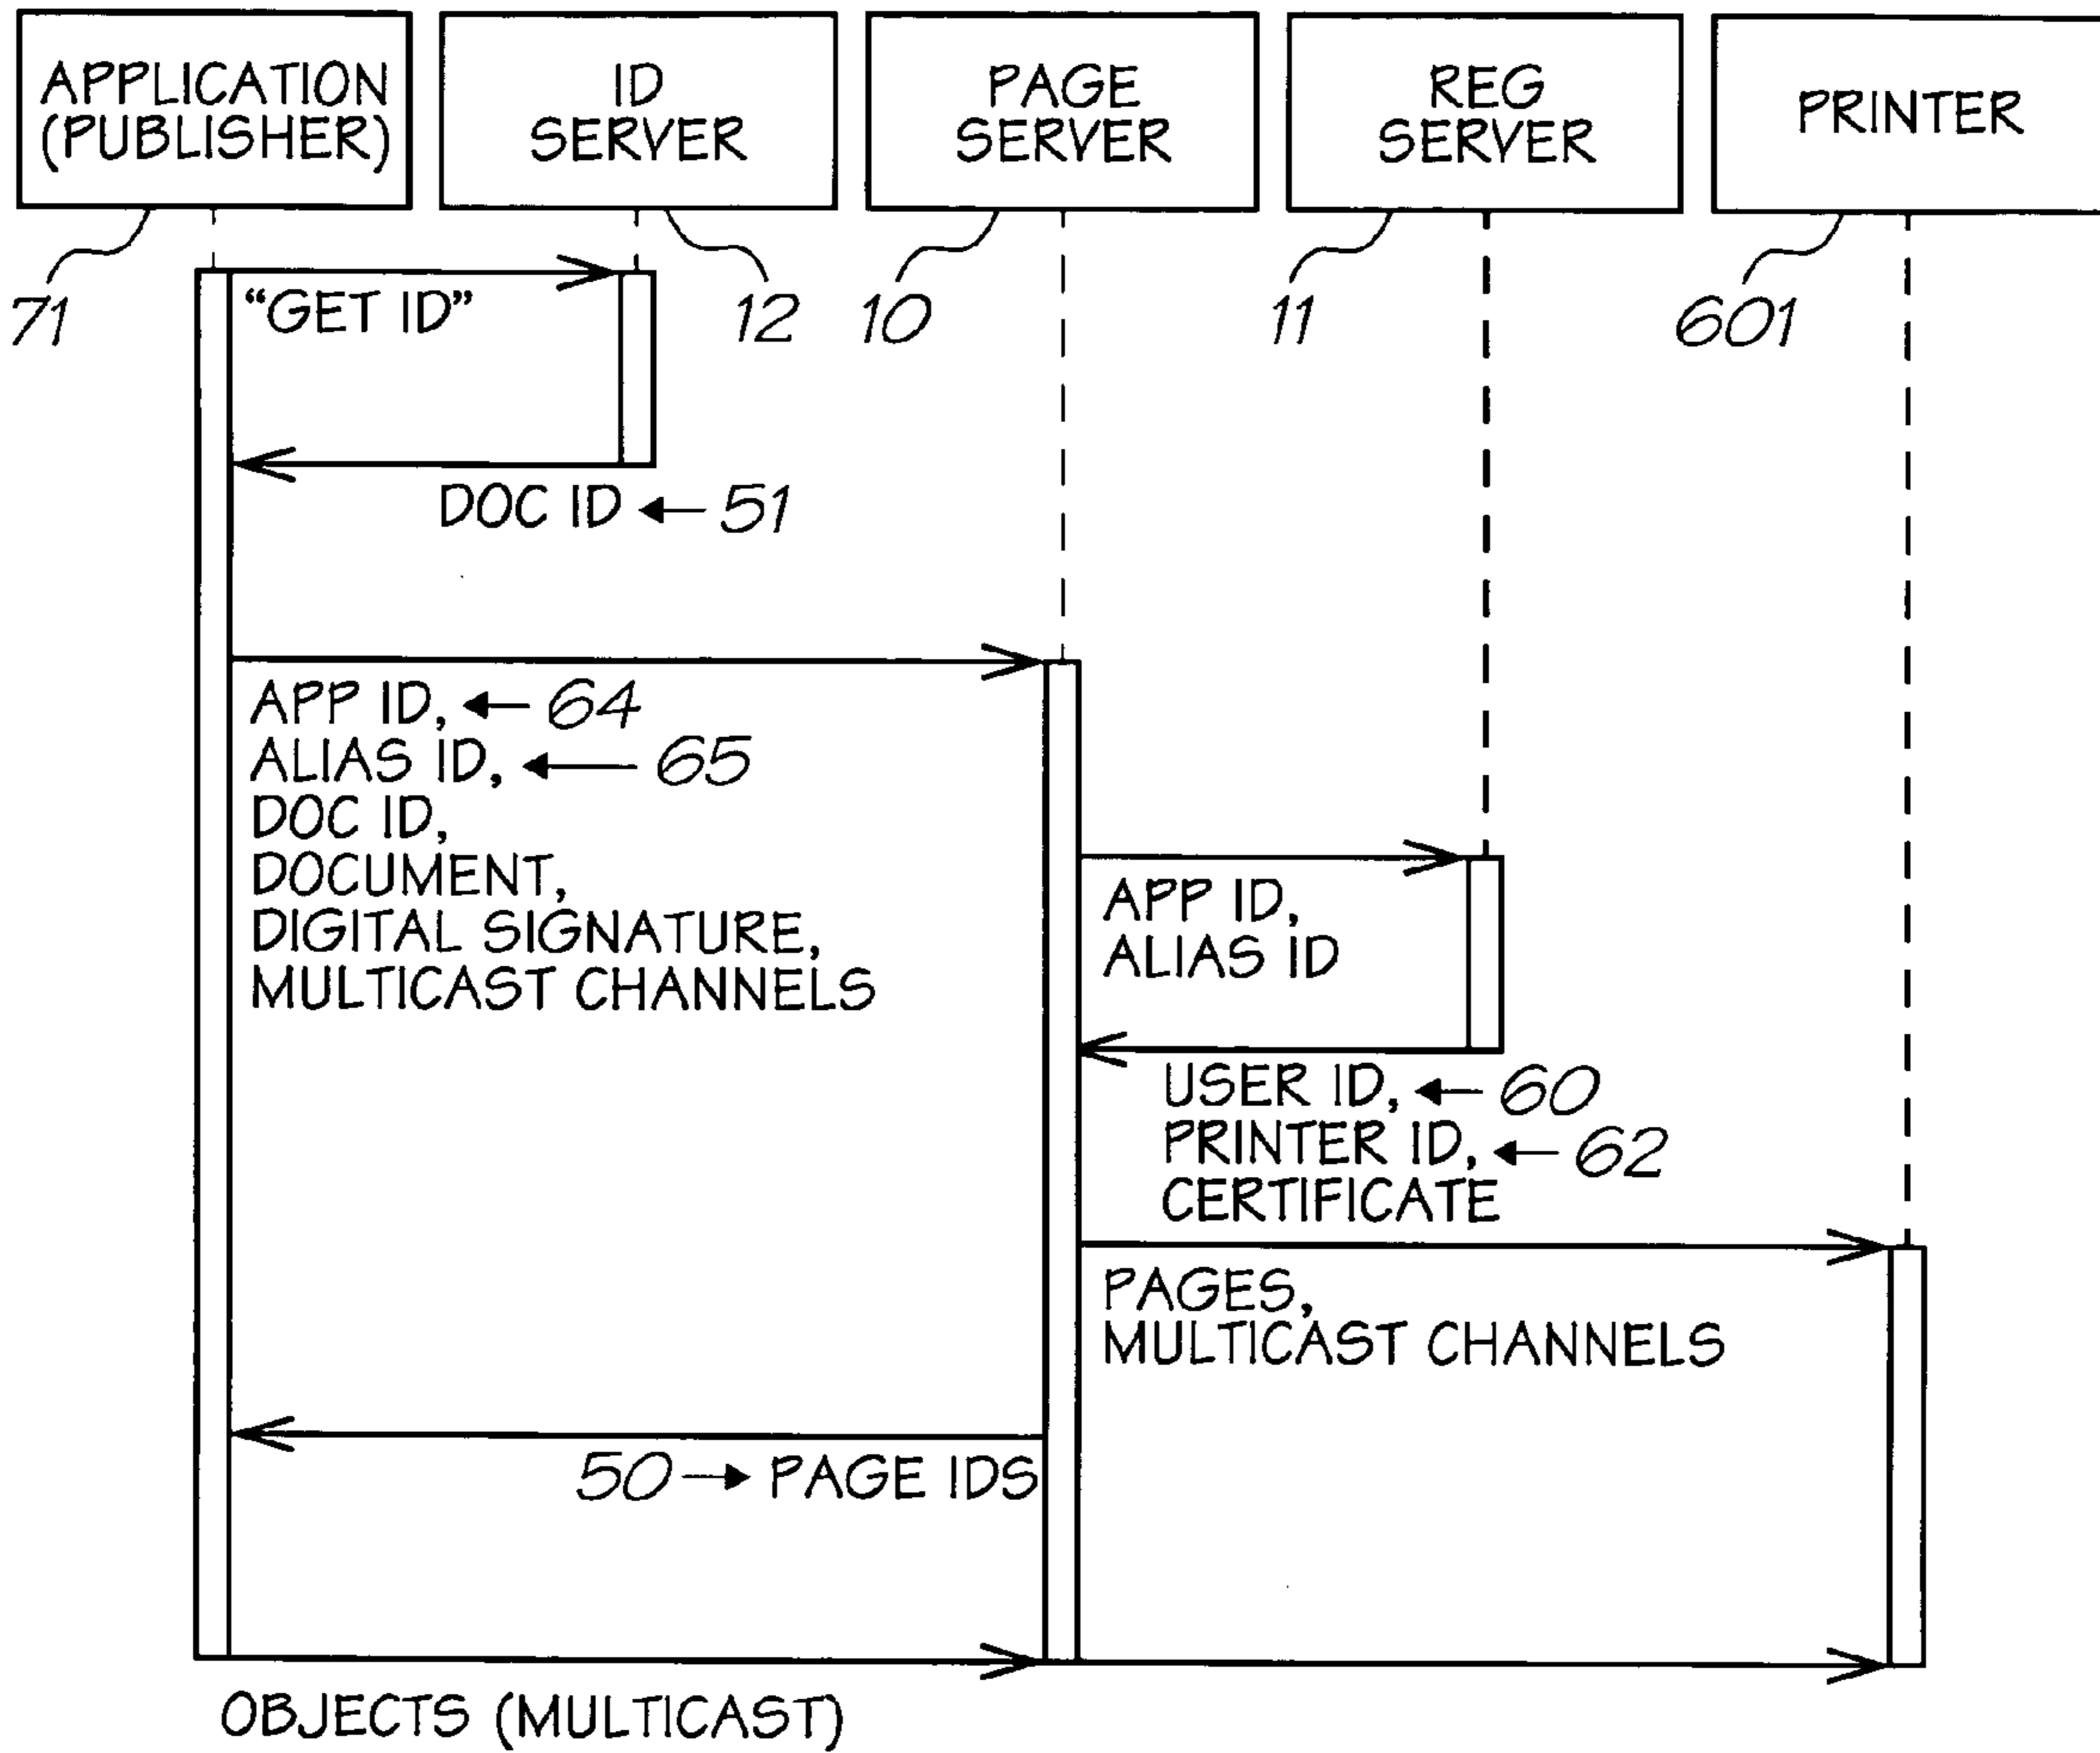 APPLICATION
(PUBLISHER)
ID
SERVER
PAGE
SERVER
REG
SERVER
PRINTER
71
12
10
11
601
“GET ID”
DOC ID 51
APP ID, 64
ALIAS ID, 65
DOC ID,
DOCUMENT,
DIGITAL SIGNATURE,
MULTICAST CHANNELS
APP ID,
ALIAS ID
USER ID, 60
PRINTER ID, 62
CERTIFICATE
PAGES,
MULTICAST CHANNELS
50 PAGE IDS
OBJECTS (MULTICAST)